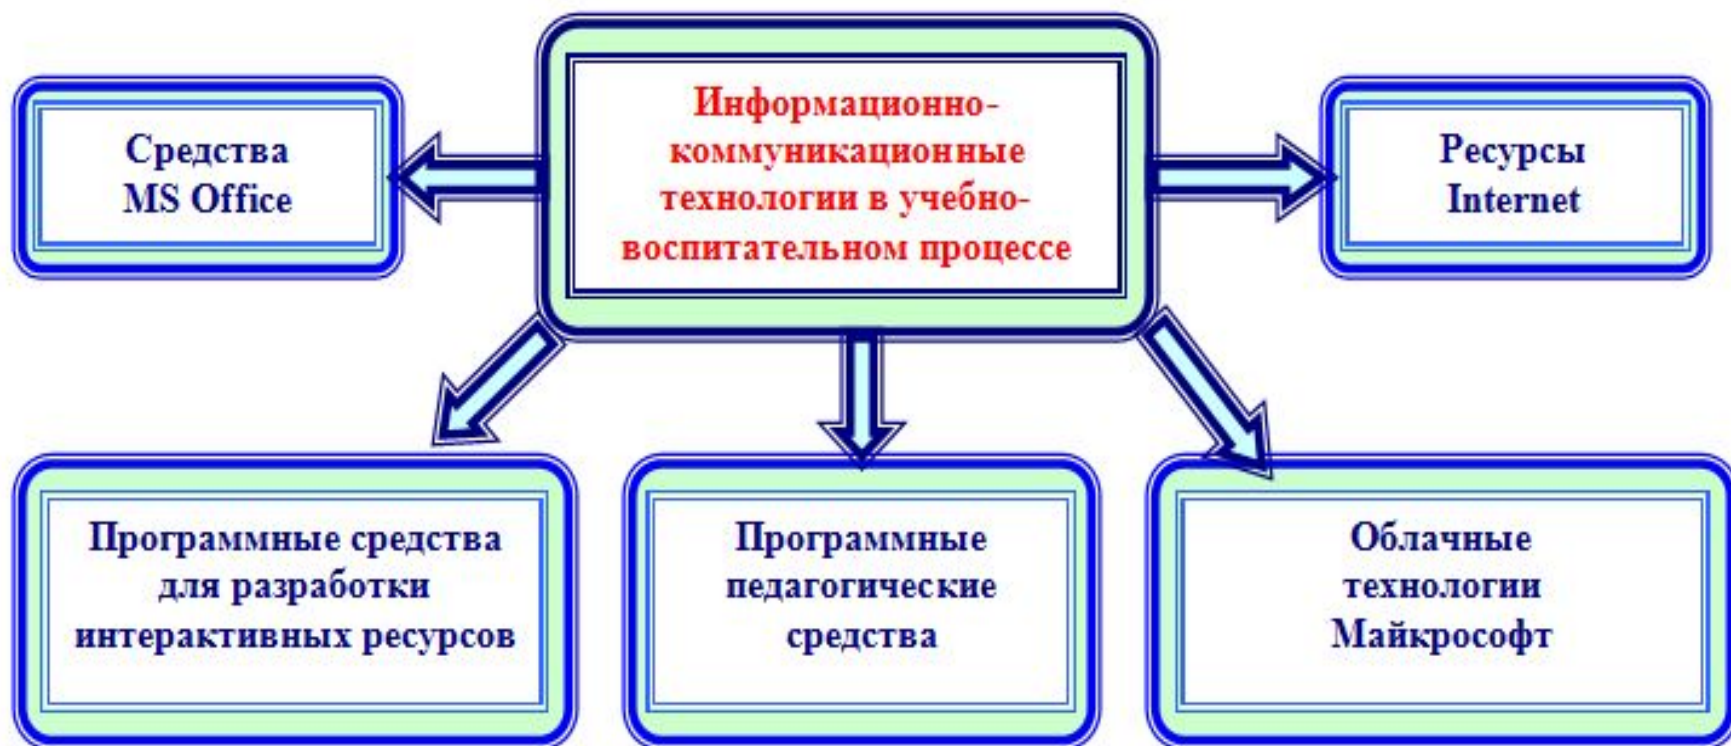 Информационно-
коммуникационные
технологии в учебно-
воспитательном процессе
Средства
MS Office
Ресурсы
Internet
Программные средства
для разработки
интерактивных ресурсов
Программные
педагогические
средства
Облачные
технологии
Майкрософт